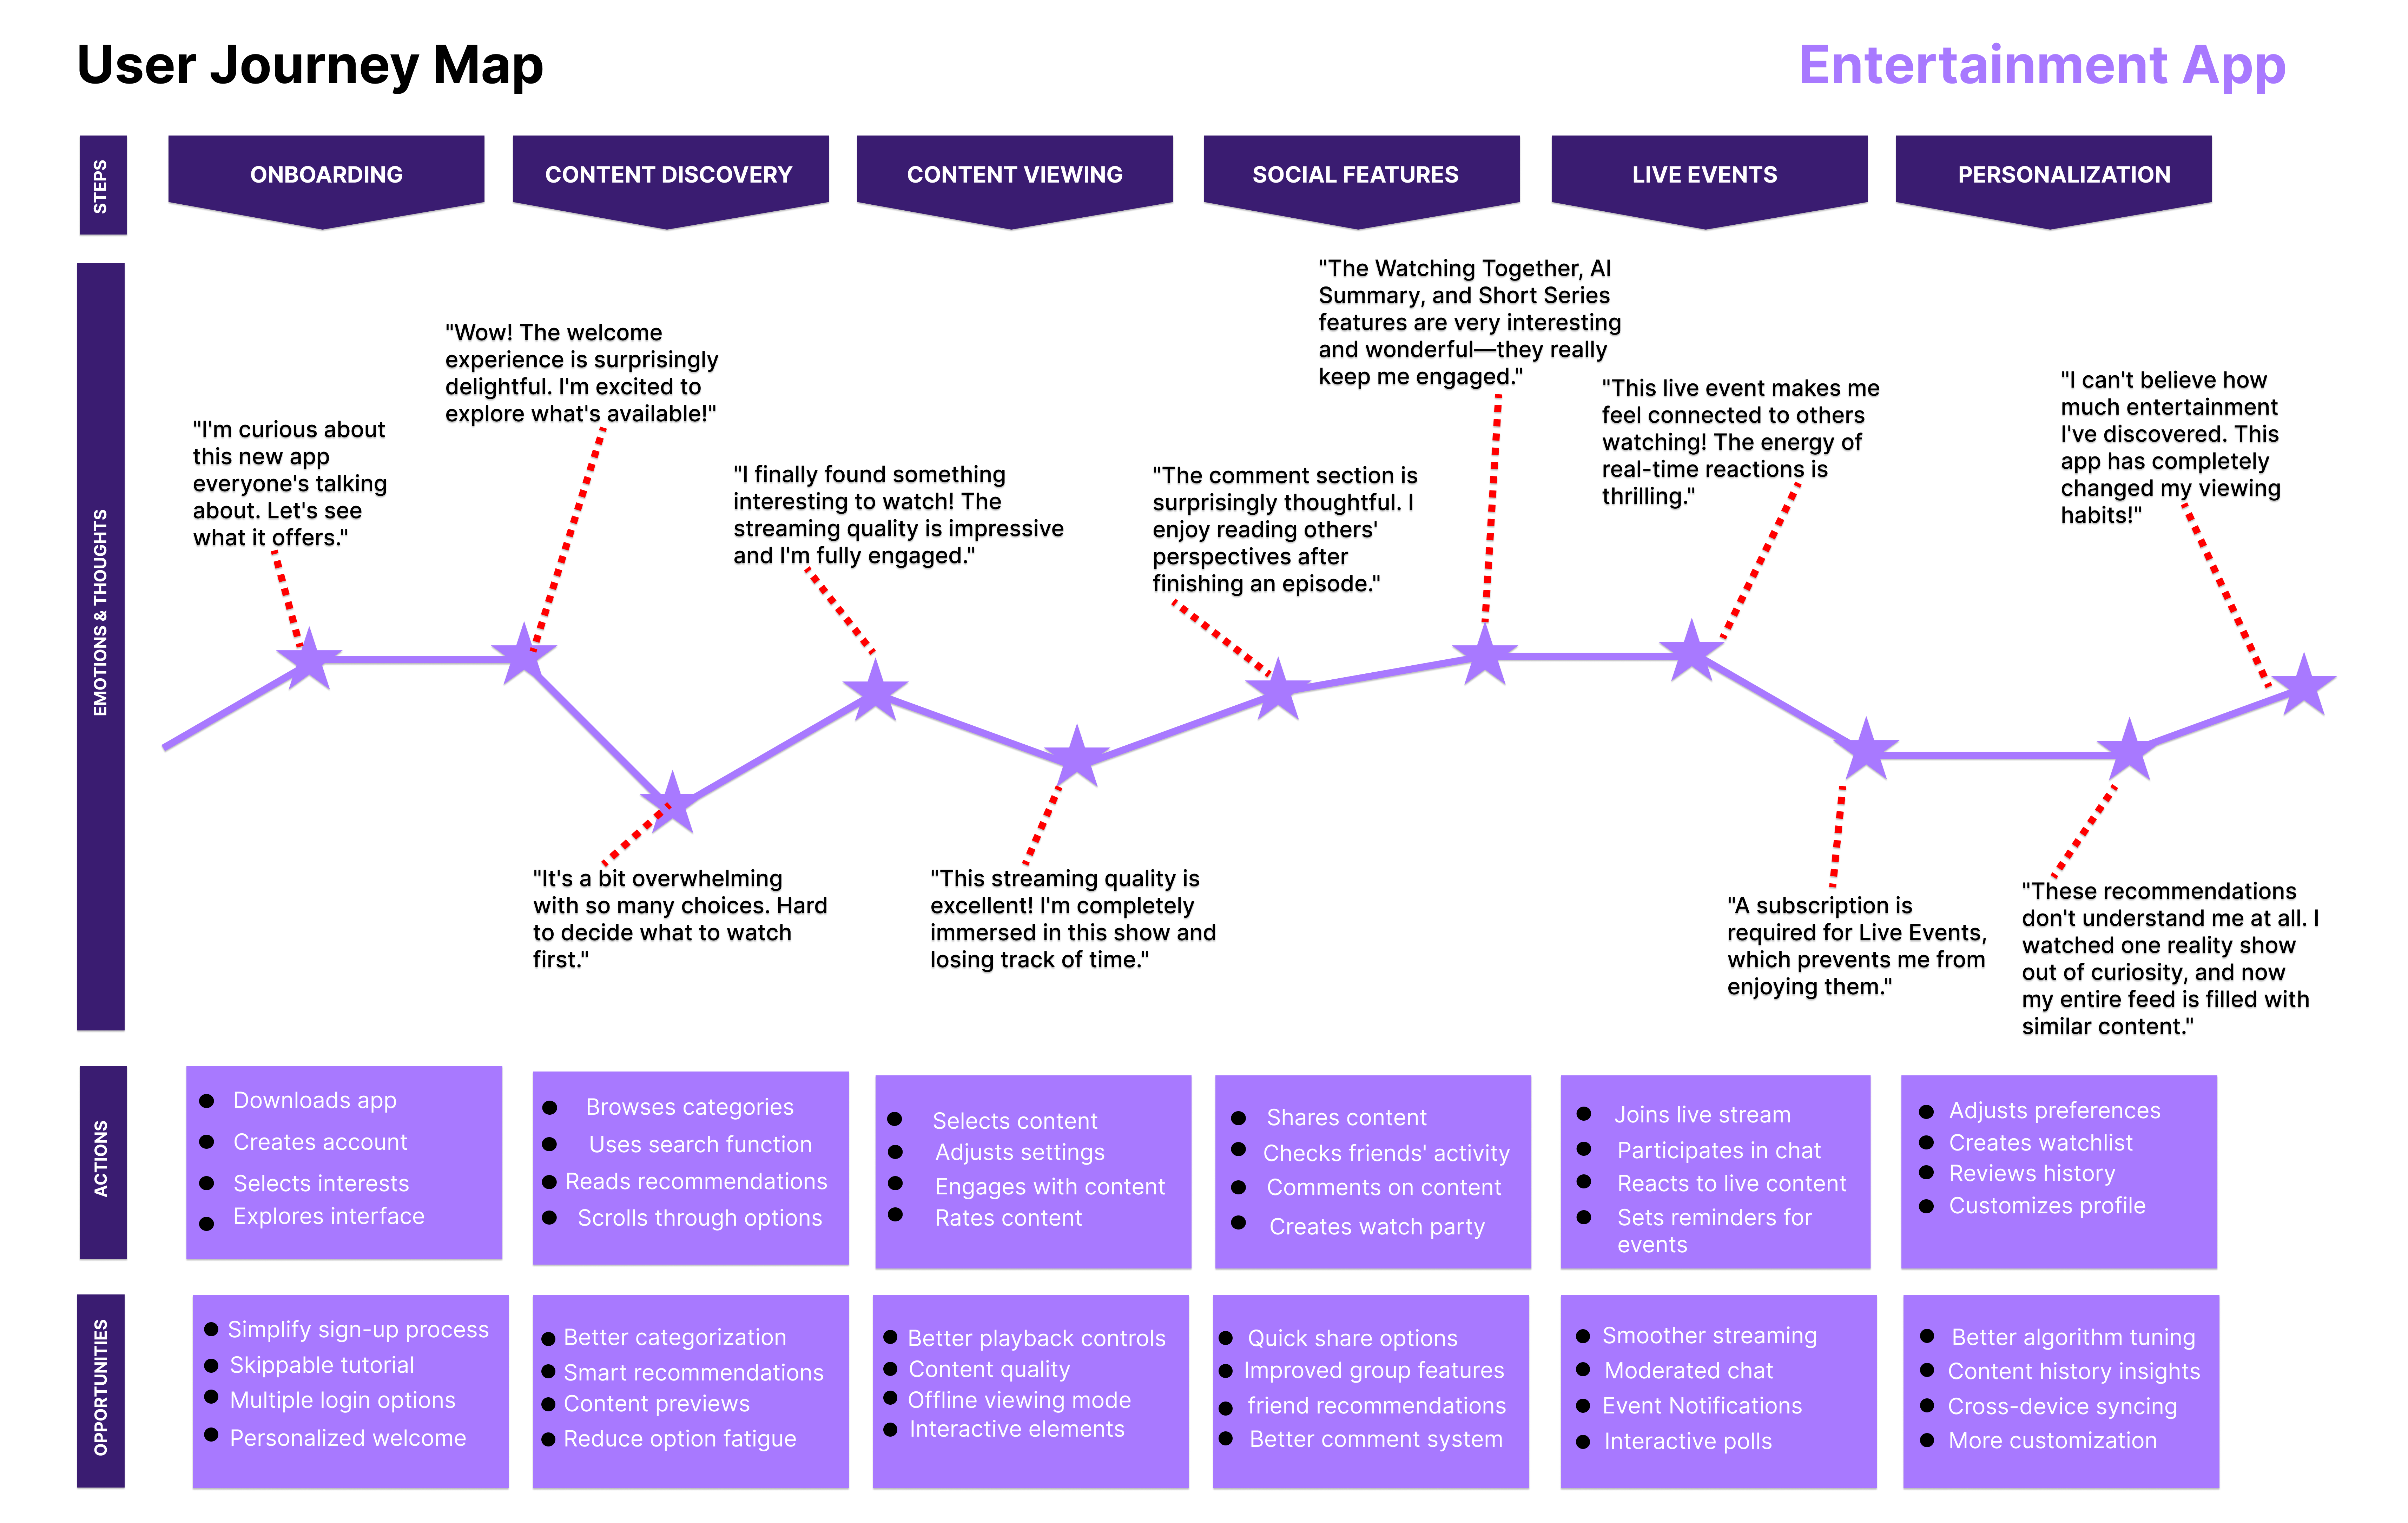 User Journey Map
Entertainment App
STEPS
ONBOARDING
CONTENT DISCOVERY
CONTENT VIEWING
SOCIAL FEATURES
LIVE EVENTS
PERSONALIZATION
EMOTIONS & THOUGHTS
"I'm curious about
this new app
everyone's talking
about. Let's see
what it offers."
"Wow! The welcome
experience is surprisingly
delightful. I'm excited to
explore what's available!"
"It's a bit overwhelming
with so many choices. Hard
to decide what to watch
first."
"I finally found something
interesting to watch! The
streaming quality is impressive
and I'm fully engaged."
"This streaming quality is
excellent! I'm completely
immersed in this show and
losing track of time."
"The comment section is
surprisingly thoughtful. I
enjoy reading others'
perspectives after
finishing an episode."
"The Watching Together, AI
Summary, and Short Series
features are very interesting
and wonderful—they really
keep me engaged."
"This live event makes me
feel connected to others
watching! The energy of
real-time reactions is
thrilling."
"A subscription is
required for Live Events,
which prevents me from
enjoying them."
"These recommendations
don't understand me at all. I
watched one reality show
out of curiosity, and now
my entire feed is filled with
similar content."
"I can't believe how
much entertainment
I've discovered. This
app has completely
changed my viewing
habits!"
ACTIONS
Downloads app
Creates account
Selects interests
Explores interface
Browses categories
Uses search function
Reads recommendations
Scrolls through options
Selects content
Adjusts settings
Engages with content
Rates content
Shares content
Checks friends' activity
Comments on content
Creates watch party
Joins live stream
Participates in chat
Reacts to live content
Sets reminders for
events
Adjusts preferences
Creates watchlist
Reviews history
Customizes profile
OPPORTUNITIES
Simplify sign-up process
Skippable tutorial
Multiple login options
Personalized welcome
Better categorization
Smart recommendations
Content previews
Reduce option fatigue
Better playback controls
Content quality
Offline viewing mode
Interactive elements
Quick share options
Improved group features
friend recommendations
Better comment system
Smoother streaming
Moderated chat
Event Notifications
Interactive polls
Better algorithm tuning
Content history insights
Cross-device syncing
More customization